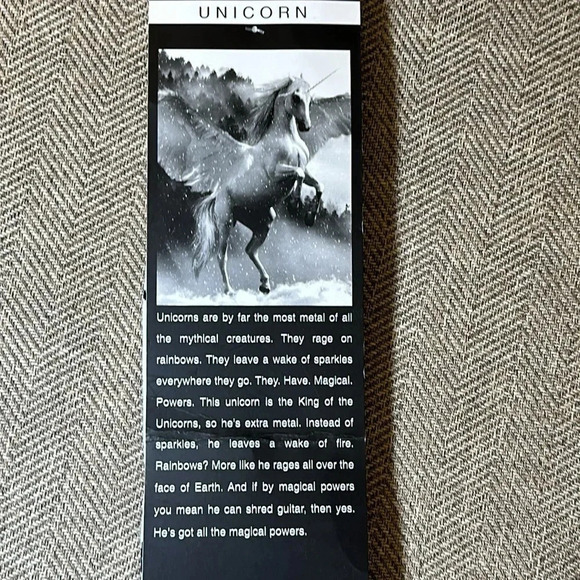 UNICORN
Unicorns are by far the most metal of all
the mythical creatures. They rage on
rainbows. They leave a wake of sparkles
everywhere they go. They. Have. Magical.
Powers. This unicorn is the King of the
Unicorns, so he's extra metal. Instead of
sparkles, he leaves a wake of fire.
Rainbows? More like he rages all over the
face of Earth. And if by magical powers
you mean he can shred guitar, then yes.
He's got all the magical powers.